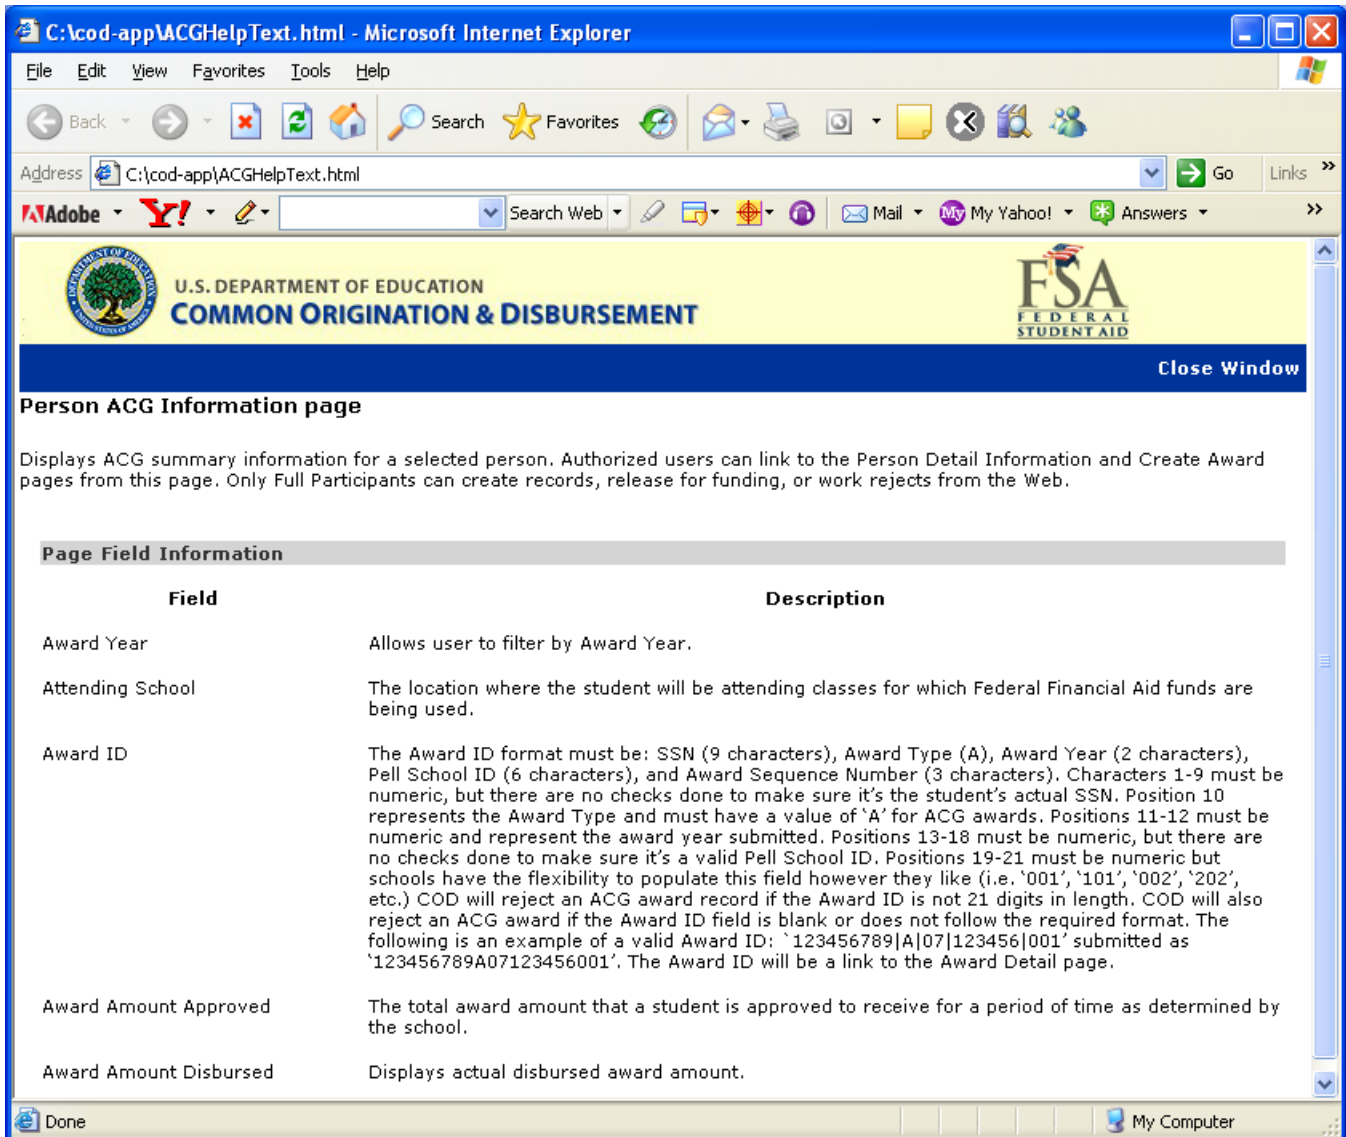 C:\cod-app\ACGHelpText.html - Microsoft Internet Explorer
File Edit View Favorites Tools Help
Back Search Favorites
Address C:\cod-app\ACGHelpText.html Go Links »
Adobe Y! Search Web Mail My My Yahoo! Answers »
U.S. DEPARTMENT OF EDUCATION
COMMON ORIGINATION & DISBURSEMENT
FSA
FEDERAL
STUDENT AID
Close Window
Person ACG Information page
Displays ACG summary information for a selected person. Authorized users can link to the Person Detail Information and Create Award
pages from this page. Only Full Participants can create records, release for funding, or work rejects from the Web.
Page Field Information
Field Description
Award Year Allows user to filter by Award Year.
Attending School The location where the student will be attending classes for which Federal Financial Aid funds are
being used.
Award ID The Award ID format must be: SSN (9 characters), Award Type (A), Award Year (2 characters),
Pell School ID (6 characters), and Award Sequence Number (3 characters). Characters 1-9 must be
numeric, but there are no checks done to make sure it’s the student’s actual SSN. Position 10
represents the Award Type and must have a value of ‘A’ for ACG awards. Positions 11-12 must be
numeric and represent the award year submitted. Positions 13-18 must be numeric, but there are
no checks done to make sure it’s a valid Pell School ID. Positions 19-21 must be numeric but
schools have the flexibility to populate this field however they like (i.e. ‘001’, ‘101’, ‘002’, ‘202’,
etc.) COD will reject an ACG award record if the Award ID is not 21 digits in length. COD will also
reject an ACG award if the Award ID field is blank or does not follow the required format. The
following is an example of a valid Award ID: `123456789|A|07|123456|001’ submitted as
‘123456789A07123456001’. The Award ID will be a link to the Award Detail page.
Award Amount Approved The total award amount that a student is approved to receive for a period of time as determined by
the school.
Award Amount Disbursed Displays actual disbursed award amount.
Done My Computer